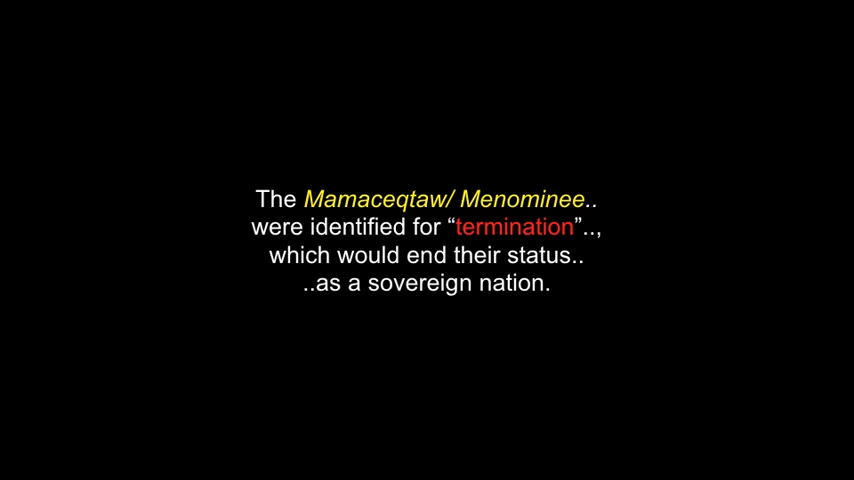 The Mamaceqtaw/ Menominee..
were identified for “termination”..,
which would end their status..
..as a sovereign nation.